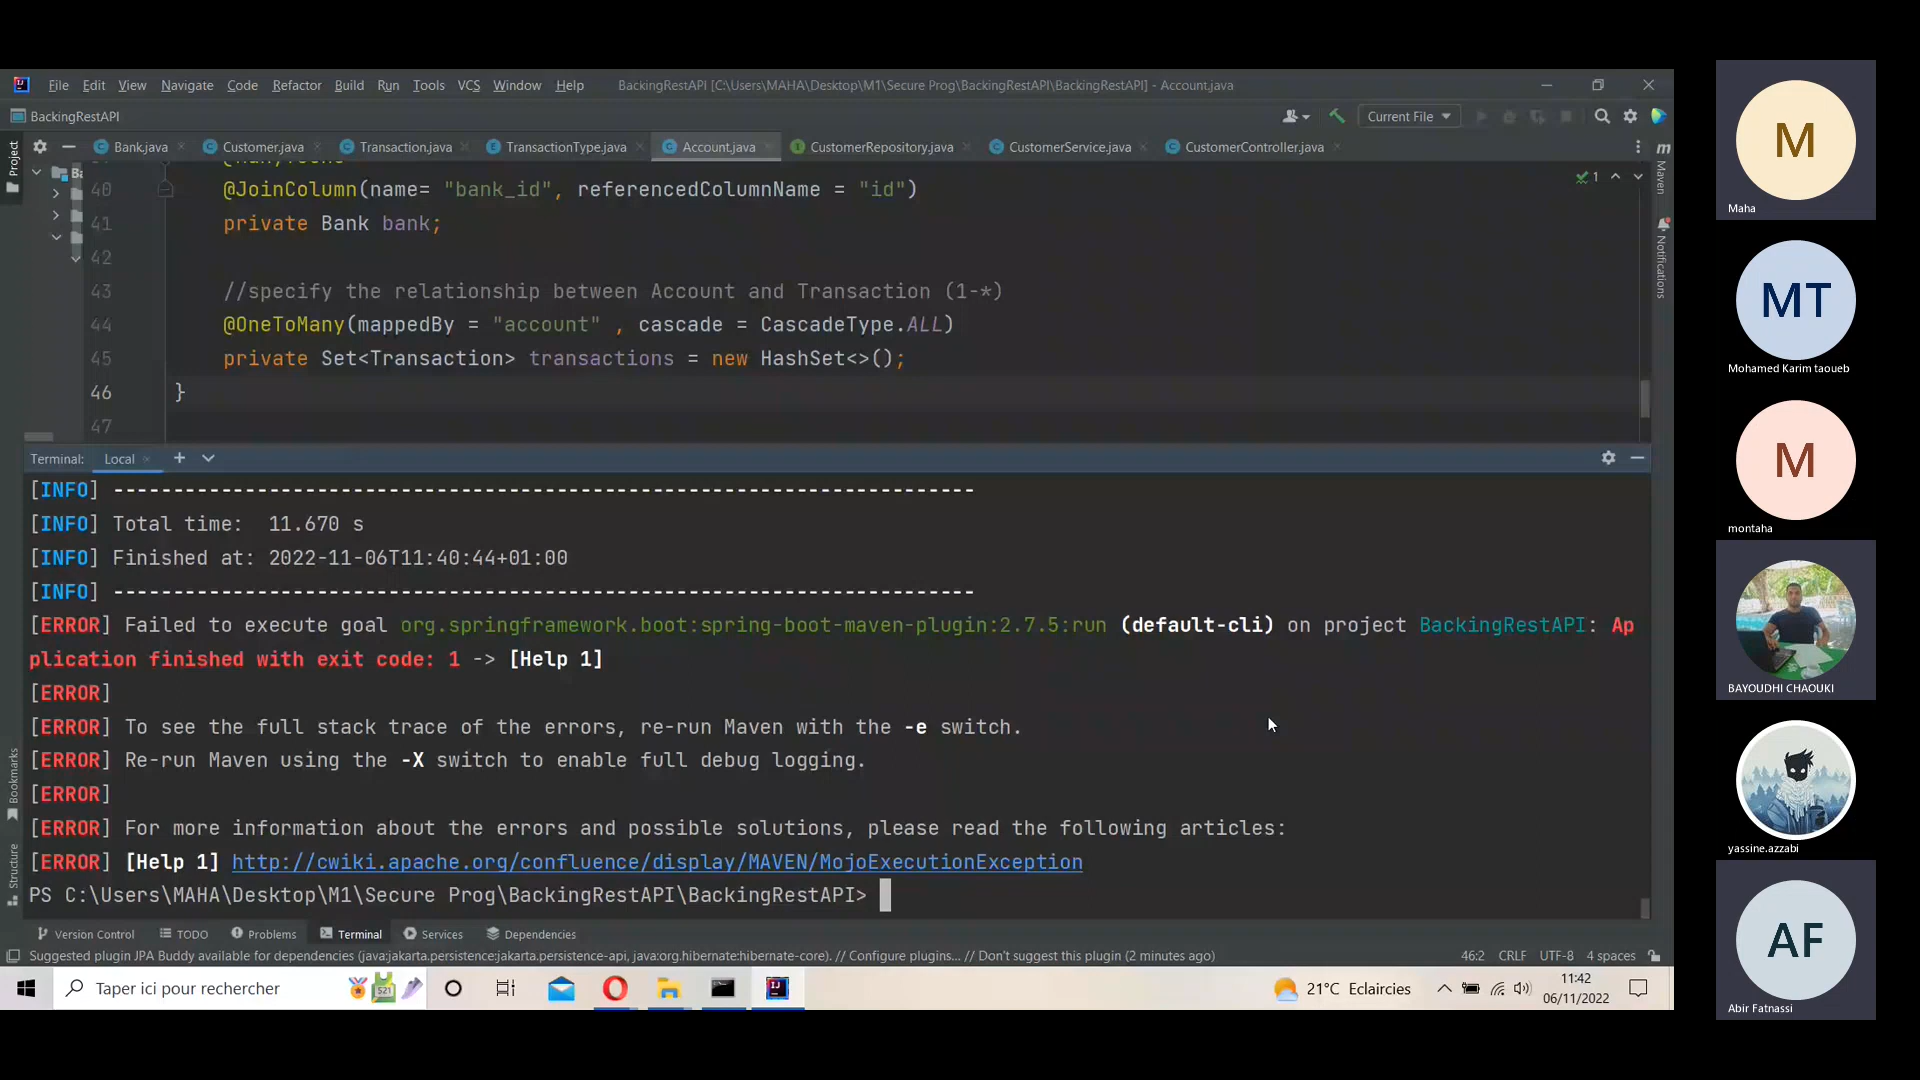 File Edit View Navigate Code Refactor Build Run Tools VCS Window Help BackingRestAPI [C:\Users\MAHA\Desktop\M1\Secure Prog\BackingRestAPI\BackingRestAPI] - Account.java
BackingRestAPI
Current File
Project
Bank.java Customer.java Transaction.java TransactionType.java Account.java CustomerRepository.java CustomerService.java CustomerController.java
Maven
Notifications
Ba
1
40 @JoinColumn(name= "bank_id", referencedColumnName = "id")
41 private Bank bank;
42
43 //specify the relationship between Account and Transaction (1-*)
44 @OneToMany(mappedBy = "account" , cascade = CascadeType.ALL)
45 private Set<Transaction> transactions = new HashSet<>();
46 }
47
Terminal: Local
[INFO] ------------------------------------------------------------------------
[INFO] Total time:  11.670 s
[INFO] Finished at: 2022-11-06T11:40:44+01:00
[INFO] ------------------------------------------------------------------------
[ERROR] Failed to execute goal org.springframework.boot:spring-boot-maven-plugin:2.7.5:run (default-cli) on project BackingRestAPI: Ap
plication finished with exit code: 1 -> [Help 1]
[ERROR]
[ERROR] To see the full stack trace of the errors, re-run Maven with the -e switch.
[ERROR] Re-run Maven using the -X switch to enable full debug logging.
[ERROR]
[ERROR] For more information about the errors and possible solutions, please read the following articles:
[ERROR] [Help 1] http://cwiki.apache.org/confluence/display/MAVEN/MojoExecutionException
PS C:\Users\MAHA\Desktop\M1\Secure Prog\BackingRestAPI\BackingRestAPI>
Bookmarks
Structure
Version Control TODO Problems Terminal Services Dependencies
Suggested plugin JPA Buddy available for dependencies (java:jakarta.persistence:jakarta.persistence-api, java:org.hibernate:hibernate-core). // Configure plugins... // Don't suggest this plugin (2 minutes ago)
46:2 CRLF UTF-8 4 spaces
Taper ici pour rechercher
21°C Eclaircies
11:42
06/11/2022
M
Maha
MT
Mohamed Karim taoueb
M
montaha
BAYOUDHI CHAOUKI
yassine.azzabi
AF
Abir Fatnassi